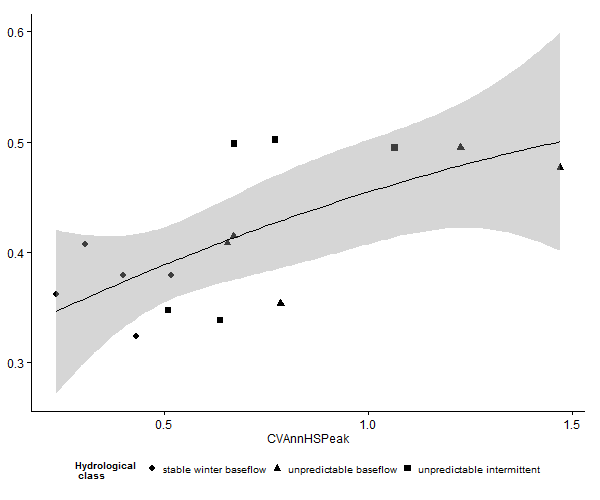 0.6
0.5
0.4
0.3
0.5
1.0
1.5
CVAnnHSPeak
Hydrological
class
stable winter baseflow
unpredictable baseflow
unpredictable intermittent